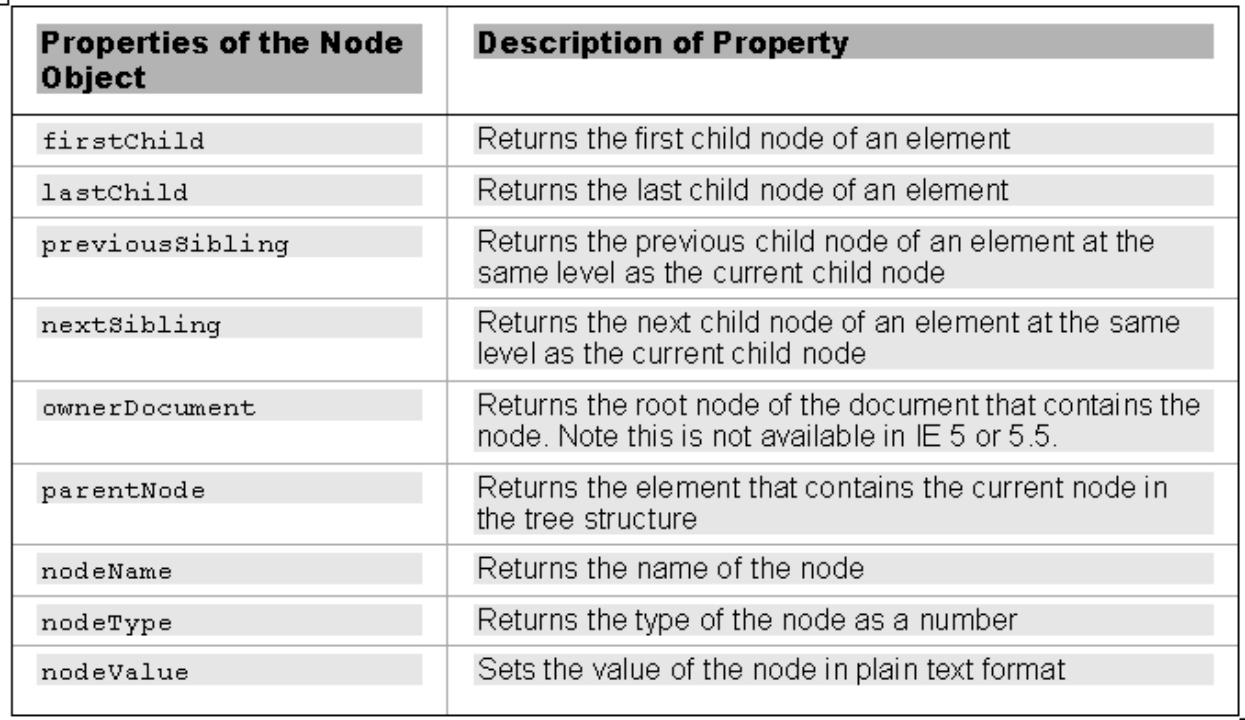 Properties of the Node
Object
Description of Property
firstChild
Returns the first child node of an element
lastChild
Returns the last child node of an element
previousSibling
Returns the previous child node of an element at the
same level as the current child node
nextSibling
Returns the next child node of an element at the same
level as the current child node
ownerDocument
Returns the root node of the document that contains the
node. Note this is not available in IE 5 or 5.5.
parentNode
Returns the element that contains the current node in
the tree structure
nodeName
Returns the name of the node
nodeType
Returns the type of the node as a number
nodeValue
Sets the value of the node in plain text format